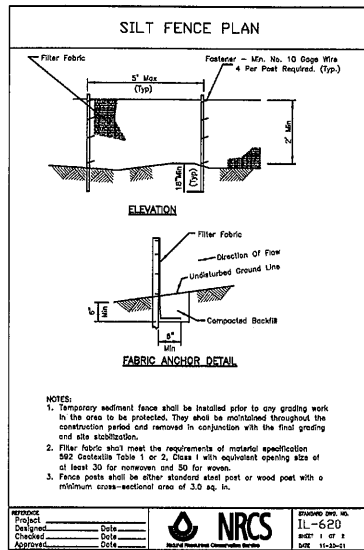 SILT FENCE PLAN
Filter Fabric
5' Max
(Typ)
Fastener - Min. No. 10 Gage Wire
4 Per Post Required. (Typ.)
2' Min
18" Min
(Typ)
ELEVATION
Filter Fabric
Direction Of Flow
Undisturbed Ground Line
6"
Min
Compacted Backfill
6"
Min
FABRIC ANCHOR DETAIL
NOTES:
1. Temporary sediment fence shall be installed prior to any grading work
in the area to be protected. They shall be maintained throughout the
construction period and removed in conjunction with the final grading
and site stabilization.
2. Filter fabric shall meet the requirements of material specification
592 Geotextile Table 1 or 2, Class I with equivalent opening size of
at least 30 for nonwoven and 50 for woven.
3. Fence posts shall be either standard steel post or wood post with a
minimum cross-sectional area of 3.0 sq. in.
REFERENCE
Project
Designed Date
Checked Date
Approved Date
NRCS
Natural Resources Conservation Service
STANDARD DWG. NO.
IL-620
SHEET 1 OF 2
DATE